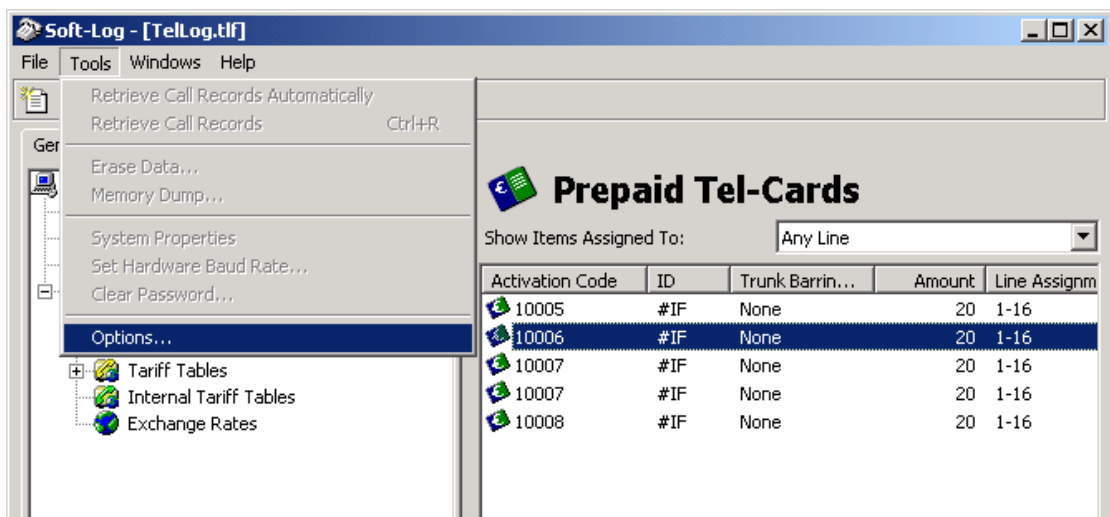 Soft-Log - [TelLog.tlf]
File Tools Windows Help
Retrieve Call Records Automatically
Retrieve Call Records Ctrl+R
Erase Data...
Memory Dump...
System Properties
Set Hardware Baud Rate...
Clear Password...
Options...
Ger
Tariff Tables
Internal Tariff Tables
Exchange Rates
Prepaid Tel-Cards
Show Items Assigned To: Any Line
Activation Code ID Trunk Barrin... Amount Line Assignm
10005 #IF None 20 1-16
10006 #IF None 20 1-16
10007 #IF None 20 1-16
10007 #IF None 20 1-16
10008 #IF None 20 1-16